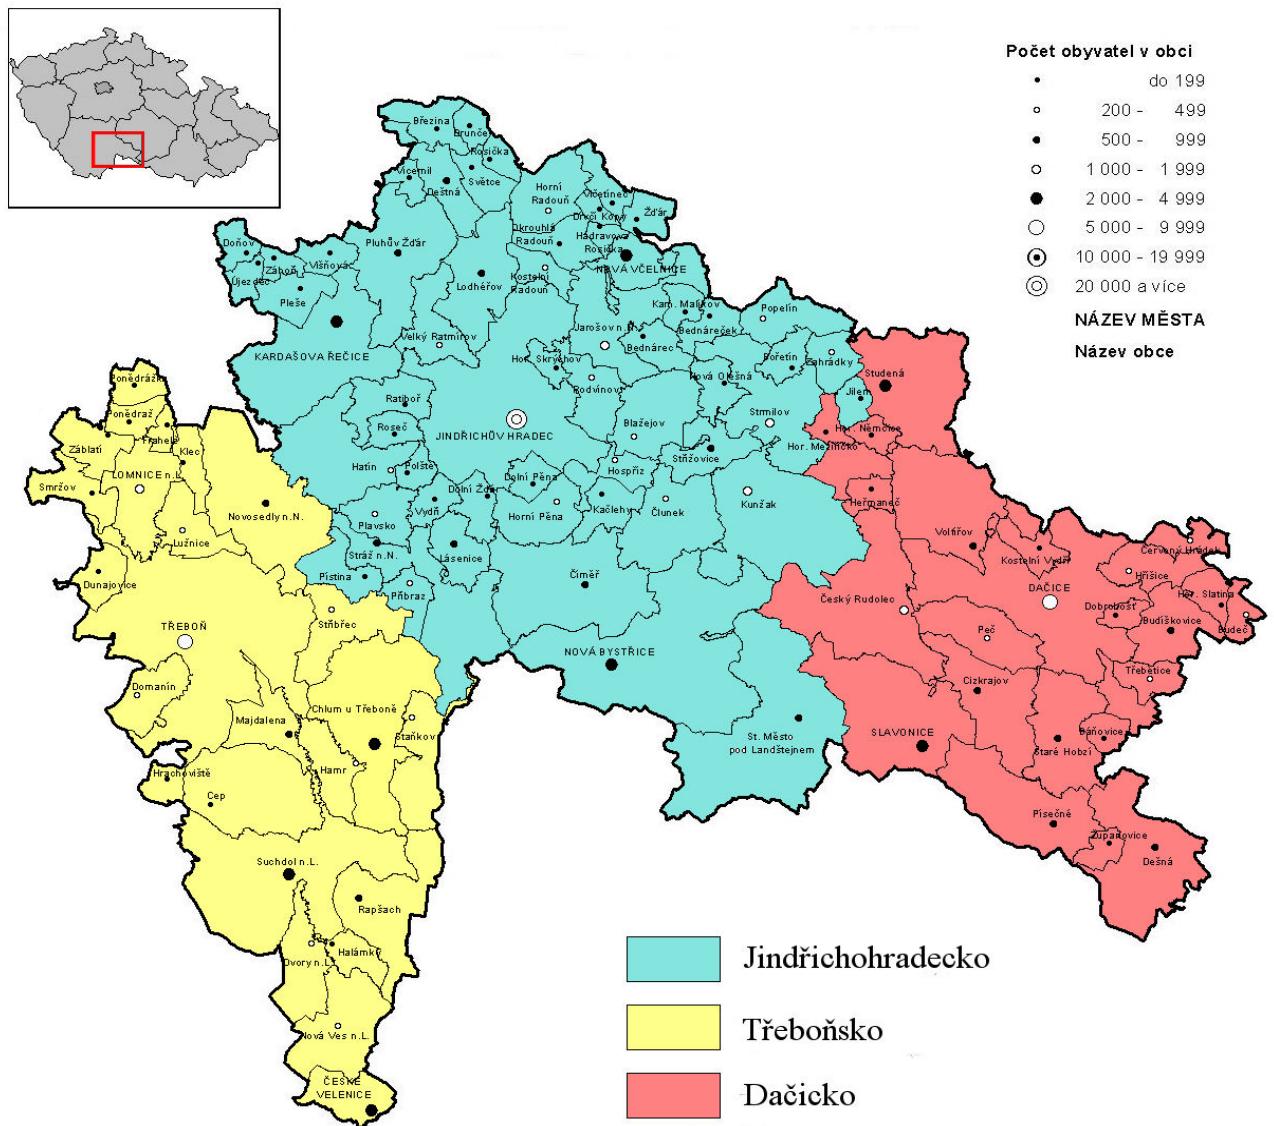 Počet obyvatel v obci
do 199
200 - 499
500 - 999
1 000 - 1 999
2 000 - 4 999
5 000 - 9 999
10 000 - 19 999
20 000 a více
NÁZEV MĚSTA
Název obce
Březina
Drunče
Rosička
Světce
Vícemil
Deštná
Horní
Radouň
Vlčetínec
Drčí Kopy
Žďár
Okrouhlá
Radouň
Hadravova
Rosička
NOVÁ VČELNICE
Doňov
Záhoří
Újezdec
Višňová
Pleše
Pluhův Žďár
Lodhéřov
Kostelní
Radouň
Kam. Malíkov
Bednáreček
Popelín
KARDAŠOVA ŘEČICE
Velký Ratmírov
Jarošov n.N.
Bednárec
Hor. Skrýchov
Rodvínov
Bořetín
Zahrádky
Nová Olešná
Studená
Jilem
Ponědrážka
Ponědraž
Frahelž
Záblatí
Klec
LOMNICE n.L.
Smržov
Lužnice
Novosedly n.N.
Dunajovice
TŘEBOŇ
Domanín
Ratiboř
Roseč
JINDŘICHŮV HRADEC
Blažejov
Strmilov
Hor. Meziříčko
Hor. Němčice
Hatín
Polště
Hospříz
Střížovice
Dolní Pěna
Dolní Žďár
Horní Pěna
Kačlehy
Člunek
Kunžak
Heřmaneč
Plavsko
Vydří
Stráž n.N.
Lásenice
Pístina
Příbraz
Stříbřec
Číměř
Volfířov
Kostelní Vydří
Červený Hrádek
Hříšice
Český Rudolec
DAČICE
Dobrohošť
Hor. Slatina
Budíškovice
Budeč
Peč
Třebětice
Cizkrajov
NOVÁ BYSTŘICE
St. Město
pod Landštejnem
SLAVONICE
Staré Hobzí
Báňovice
Písečné
Županovice
Dešná
Chlum u Třeboně
Majdalena
Staňkov
Hamr
Hrachoviště
Cep
Suchdol n.L.
Rapšach
Halámky
Dvory n.L.
Nová Ves n.L.
ČESKÉ
VELENICE
Jindřichohradecko
Třeboňsko
Dačicko